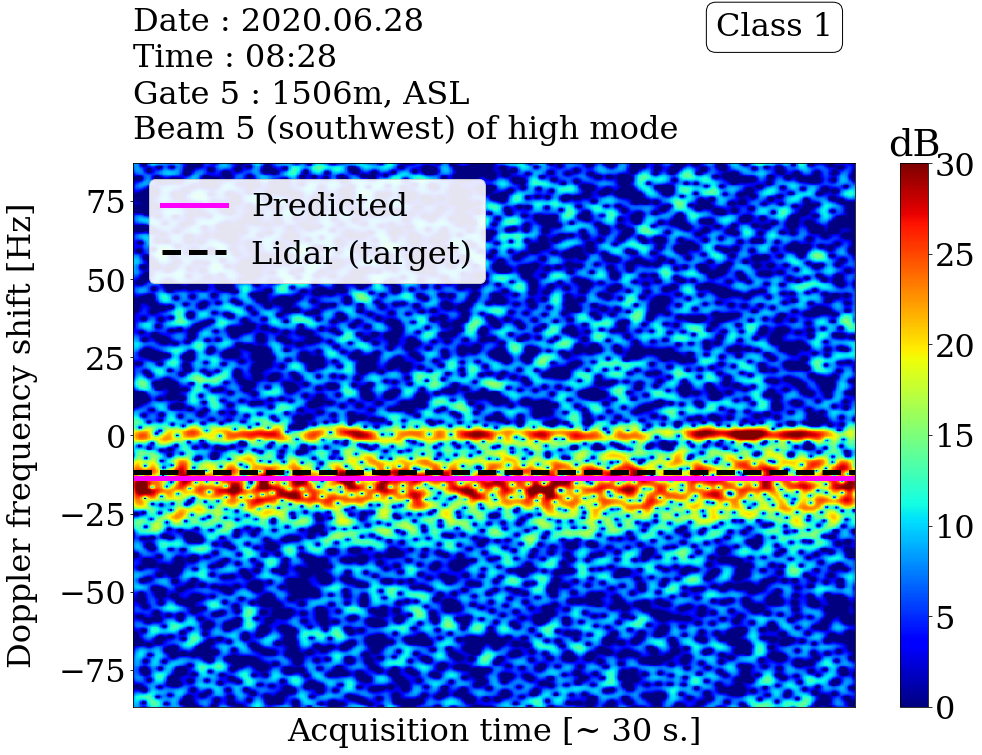 Date : 2020.06.28
Time : 08:28
Gate 5 : 1506m, ASL
Beam 5 (southwest) of high mode
Class 1
dB
Predicted
Lidar (target)
Doppler frequency shift [Hz]
75
50
25
0
−25
−50
−75
30
25
20
15
10
5
0
Acquisition time [~ 30 s.]